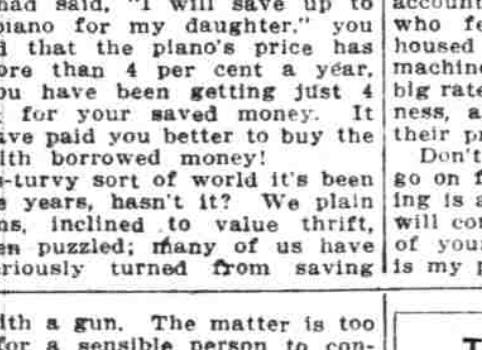 had said, "I will save up to
piano for my daughter." you
d that the piano's price has
ore than 4 per cent a year,
ou have been getting just 4
for your saved money. It
ave paid you better to buy the
ith borrowed money!
-turvy sort of world it's been
years, hasn't it? We plain
ns, inclined to value thrift,
en puzzled; many of us have
riously turned from saving
ith a gun. The matter is too
for a sensible person to con-
account
who fe
housed
machine
big rate
ness, a
their pr
Don't
go on f
ing is a
will co
of you
is my p